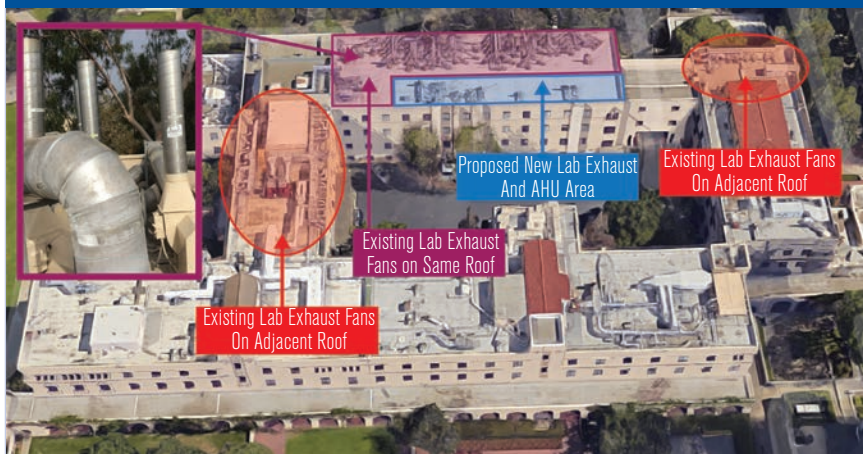 Proposed New Lab Exhaust
And AHU Area
Existing Lab Exhaust Fans
On Adjacent Roof
Existing Lab Exhaust
Fans on Same Roof
Existing Lab Exhaust Fans
On Adjacent Roof